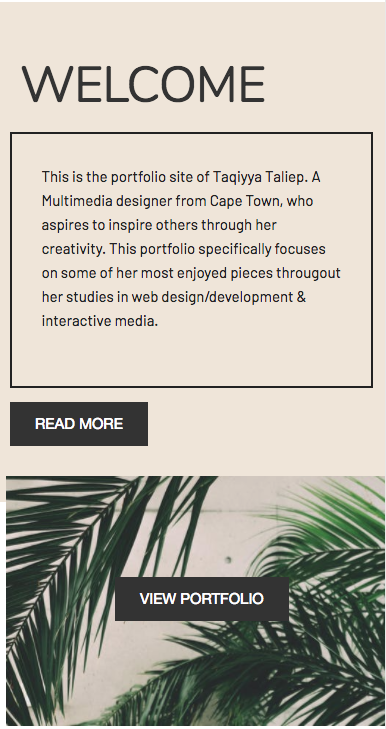 WELCOME
This is the portfolio site of Taqiyya Taliep. A
Multimedia designer from Cape Town, who
aspires to inspire others through her
creativity. This portfolio specifically focuses
on some of her most enjoyed pieces througout
her studies in web design/development &
interactive media.
READ MORE
VIEW PORTFOLIO